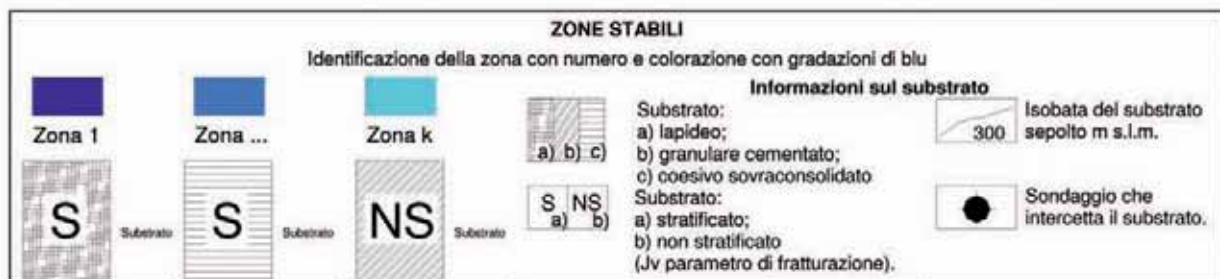 ZONE STABILI
Identificazione della zona con numero e colorazione con gradazioni di blu
Zona 1
Zona ...
Zona k
S
Substrato
S
Substrato
NS
Substrato
Informazioni sul substrato
a) b) c)
Substrato:
a) lapideo;
b) granulare cementato;
c) coesivo sovraconsolidato
S NS
a) b)
Substrato:
a) stratificato;
b) non stratificato
(Jv parametro di fratturazione).
300
Isobata del substrato
sepolto m s.l.m.
Sondaggio che
intercetta il substrato.